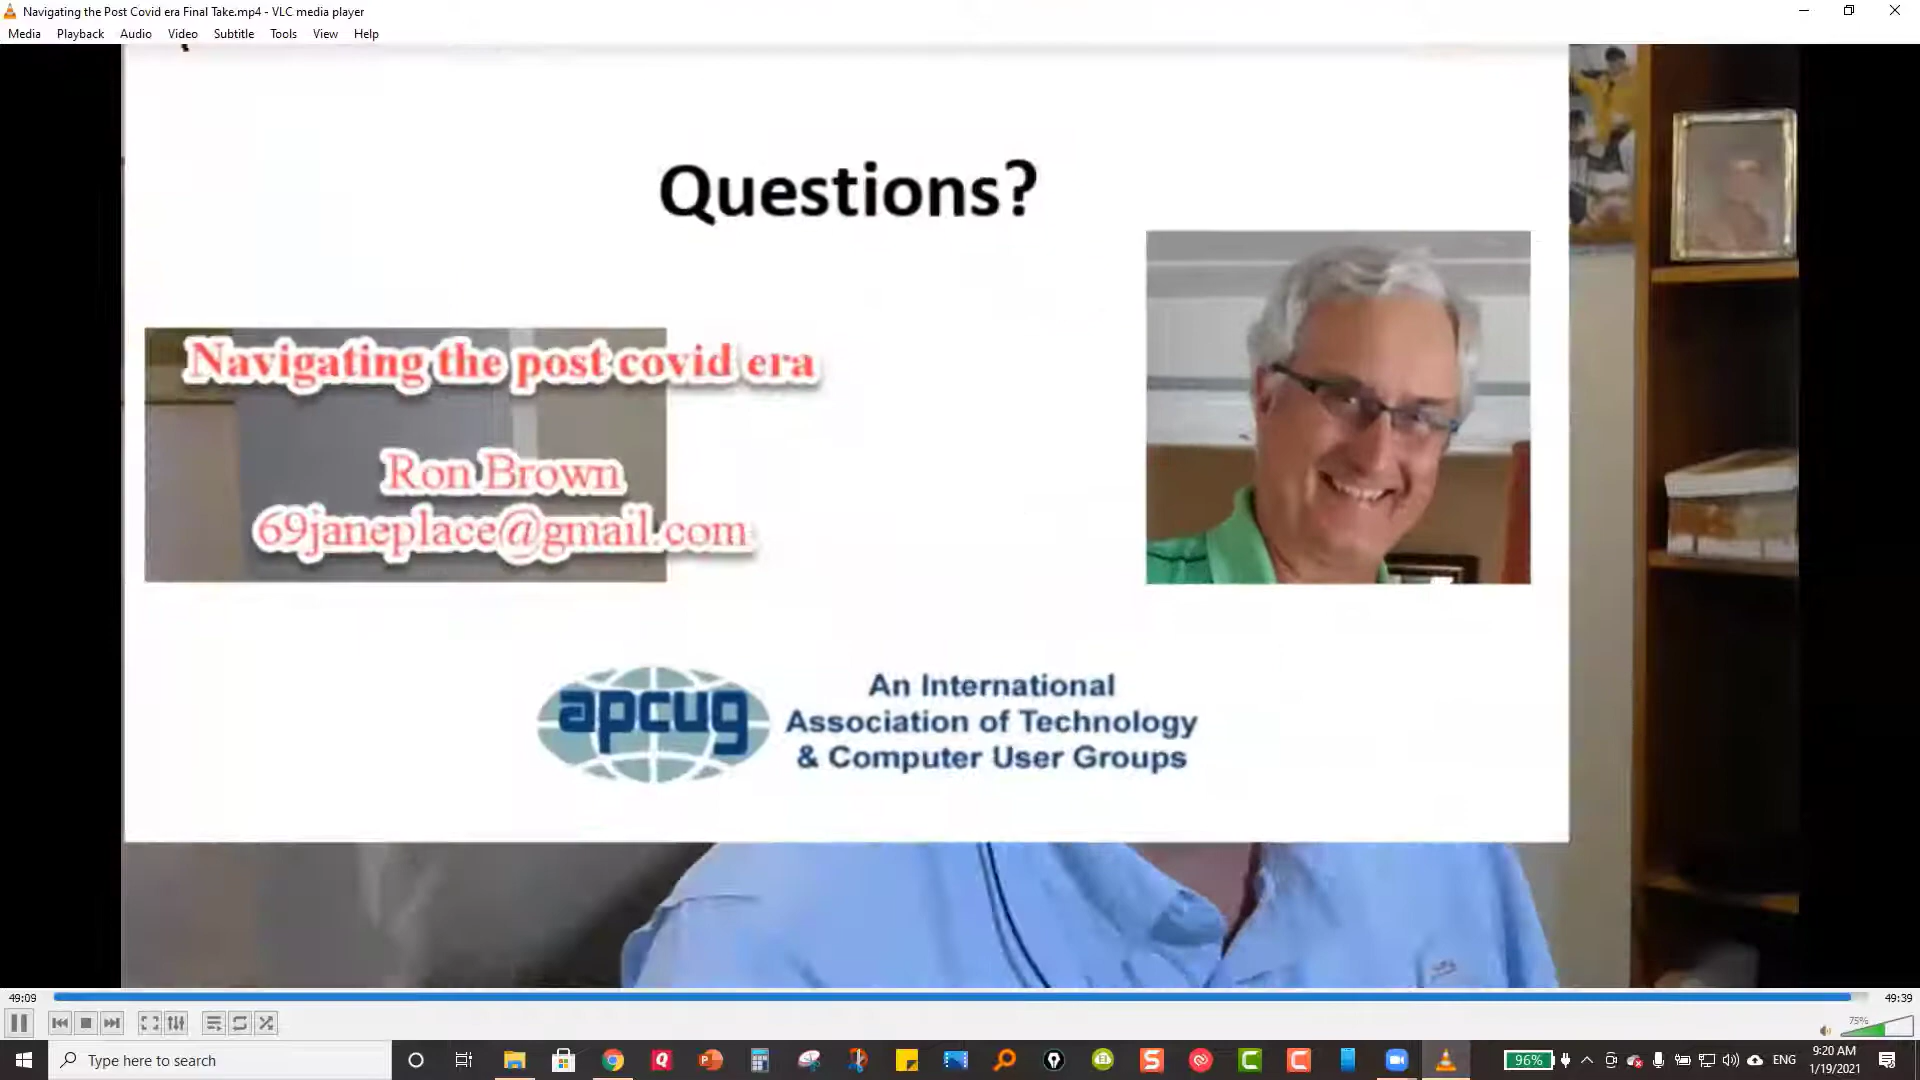 Navigating the Post Covid era Final Take.mp4 - VLC media player
Media Playback Audio Video Subtitle Tools View Help
Questions?
Navigating the post covid era
Ron Brown
69janeplace@gmail.com
apcug
An International
Association of Technology
& Computer User Groups
49:09
49:39
75%
Type here to search
96%
ENG
9:20 AM
1/19/2021